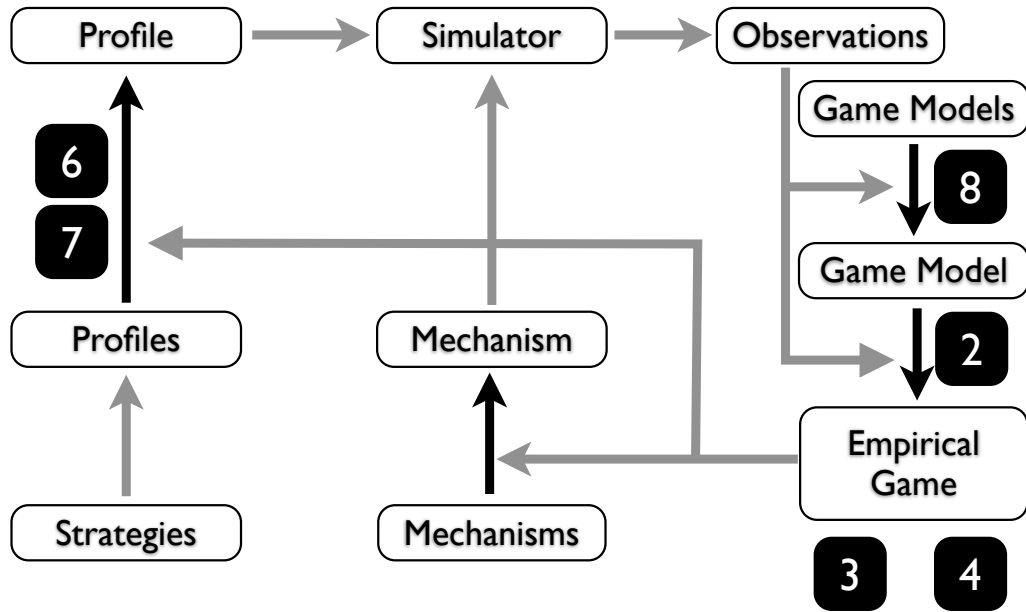 Profile
Simulator
Observations
Game Models
6
8
7
Game Model
Profiles
Mechanism
2
Empirical
Game
Strategies
Mechanisms
3
4